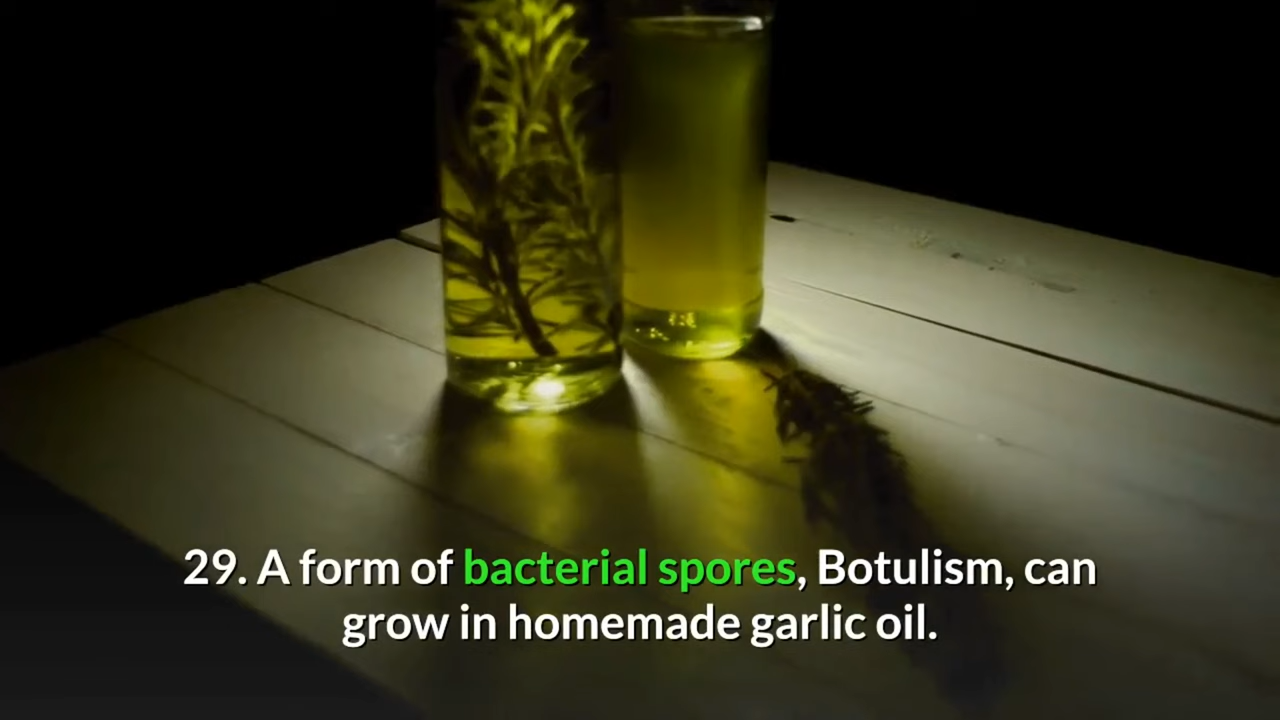 29. A form of bacterial spores, Botulism, can
grow in homemade garlic oil.